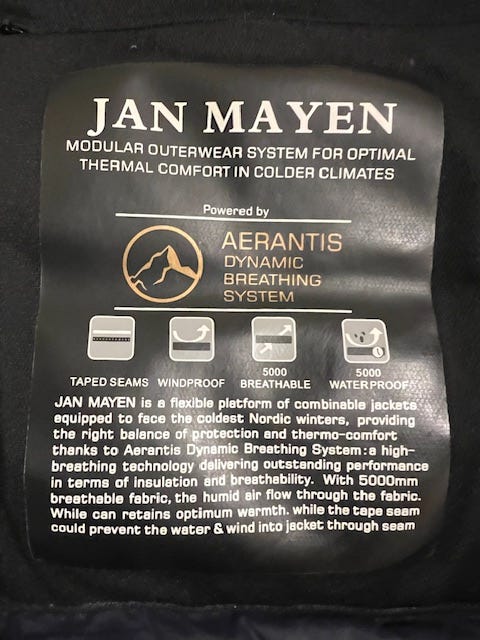 JAN MAYEN
MODULAR OUTERWEAR SYSTEM FOR OPTIMAL
THERMAL COMFORT IN COLDER CLIMATES
Powered by
AERANTIS
DYNAMIC
BREATHING
SYSTEM
TAPED SEAMS
WINDPROOF
5000
BREATHABLE
5000
WATERPROOF
JAN MAYEN is a flexible platform of combinable jackets
equipped to face the coldest Nordic winters, providing
the right balance of protection and thermo-comfort
thanks to Aerantis Dynamic Breathing System:a high-
breathing technology delivering outstanding performance
in terms of insulation and breathability. With 5000mm
breathable fabric, the humid air flow through the fabric.
While can retains optimum warmth. while the tape seam
could prevent the water & wind into jacket through seam